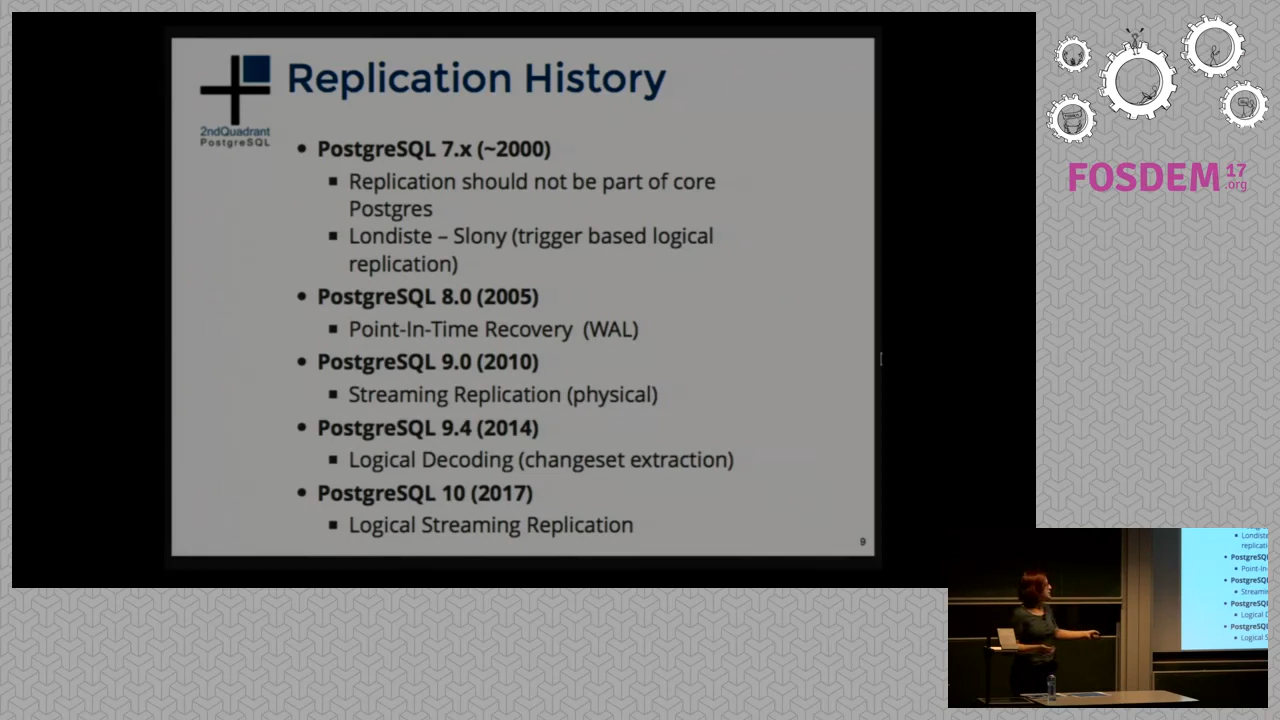 Replication History
2ndQuadrant
PostgreSQL
• PostgreSQL 7.x (~2000)
▪ Replication should not be part of core
Postgres
▪ Londiste – Slony (trigger based logical
replication)
• PostgreSQL 8.0 (2005)
▪ Point-In-Time Recovery (WAL)
• PostgreSQL 9.0 (2010)
▪ Streaming Replication (physical)
• PostgreSQL 9.4 (2014)
▪ Logical Decoding (changeset extraction)
• PostgreSQL 10 (2017)
▪ Logical Streaming Replication
9
FOSDEM 17
.org